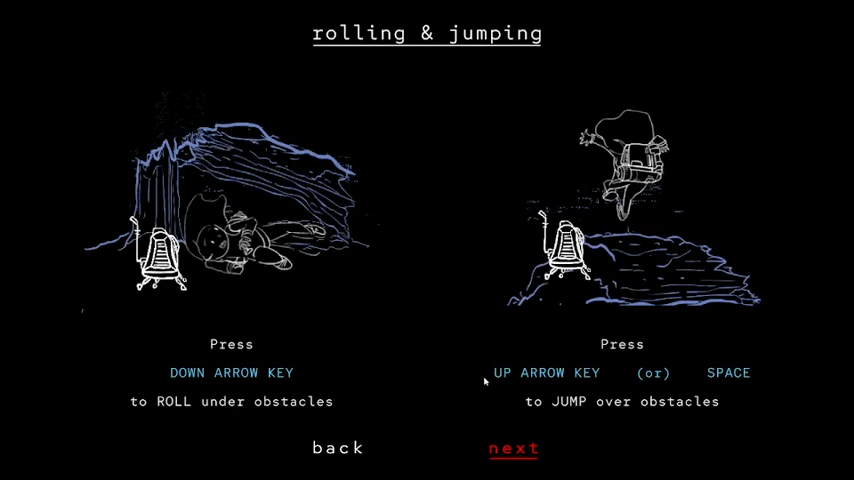 rolling & jumping
Press
DOWN ARROW KEY
to ROLL under obstacles
Press
UP ARROW KEY (or) SPACE
to JUMP over obstacles
back
next